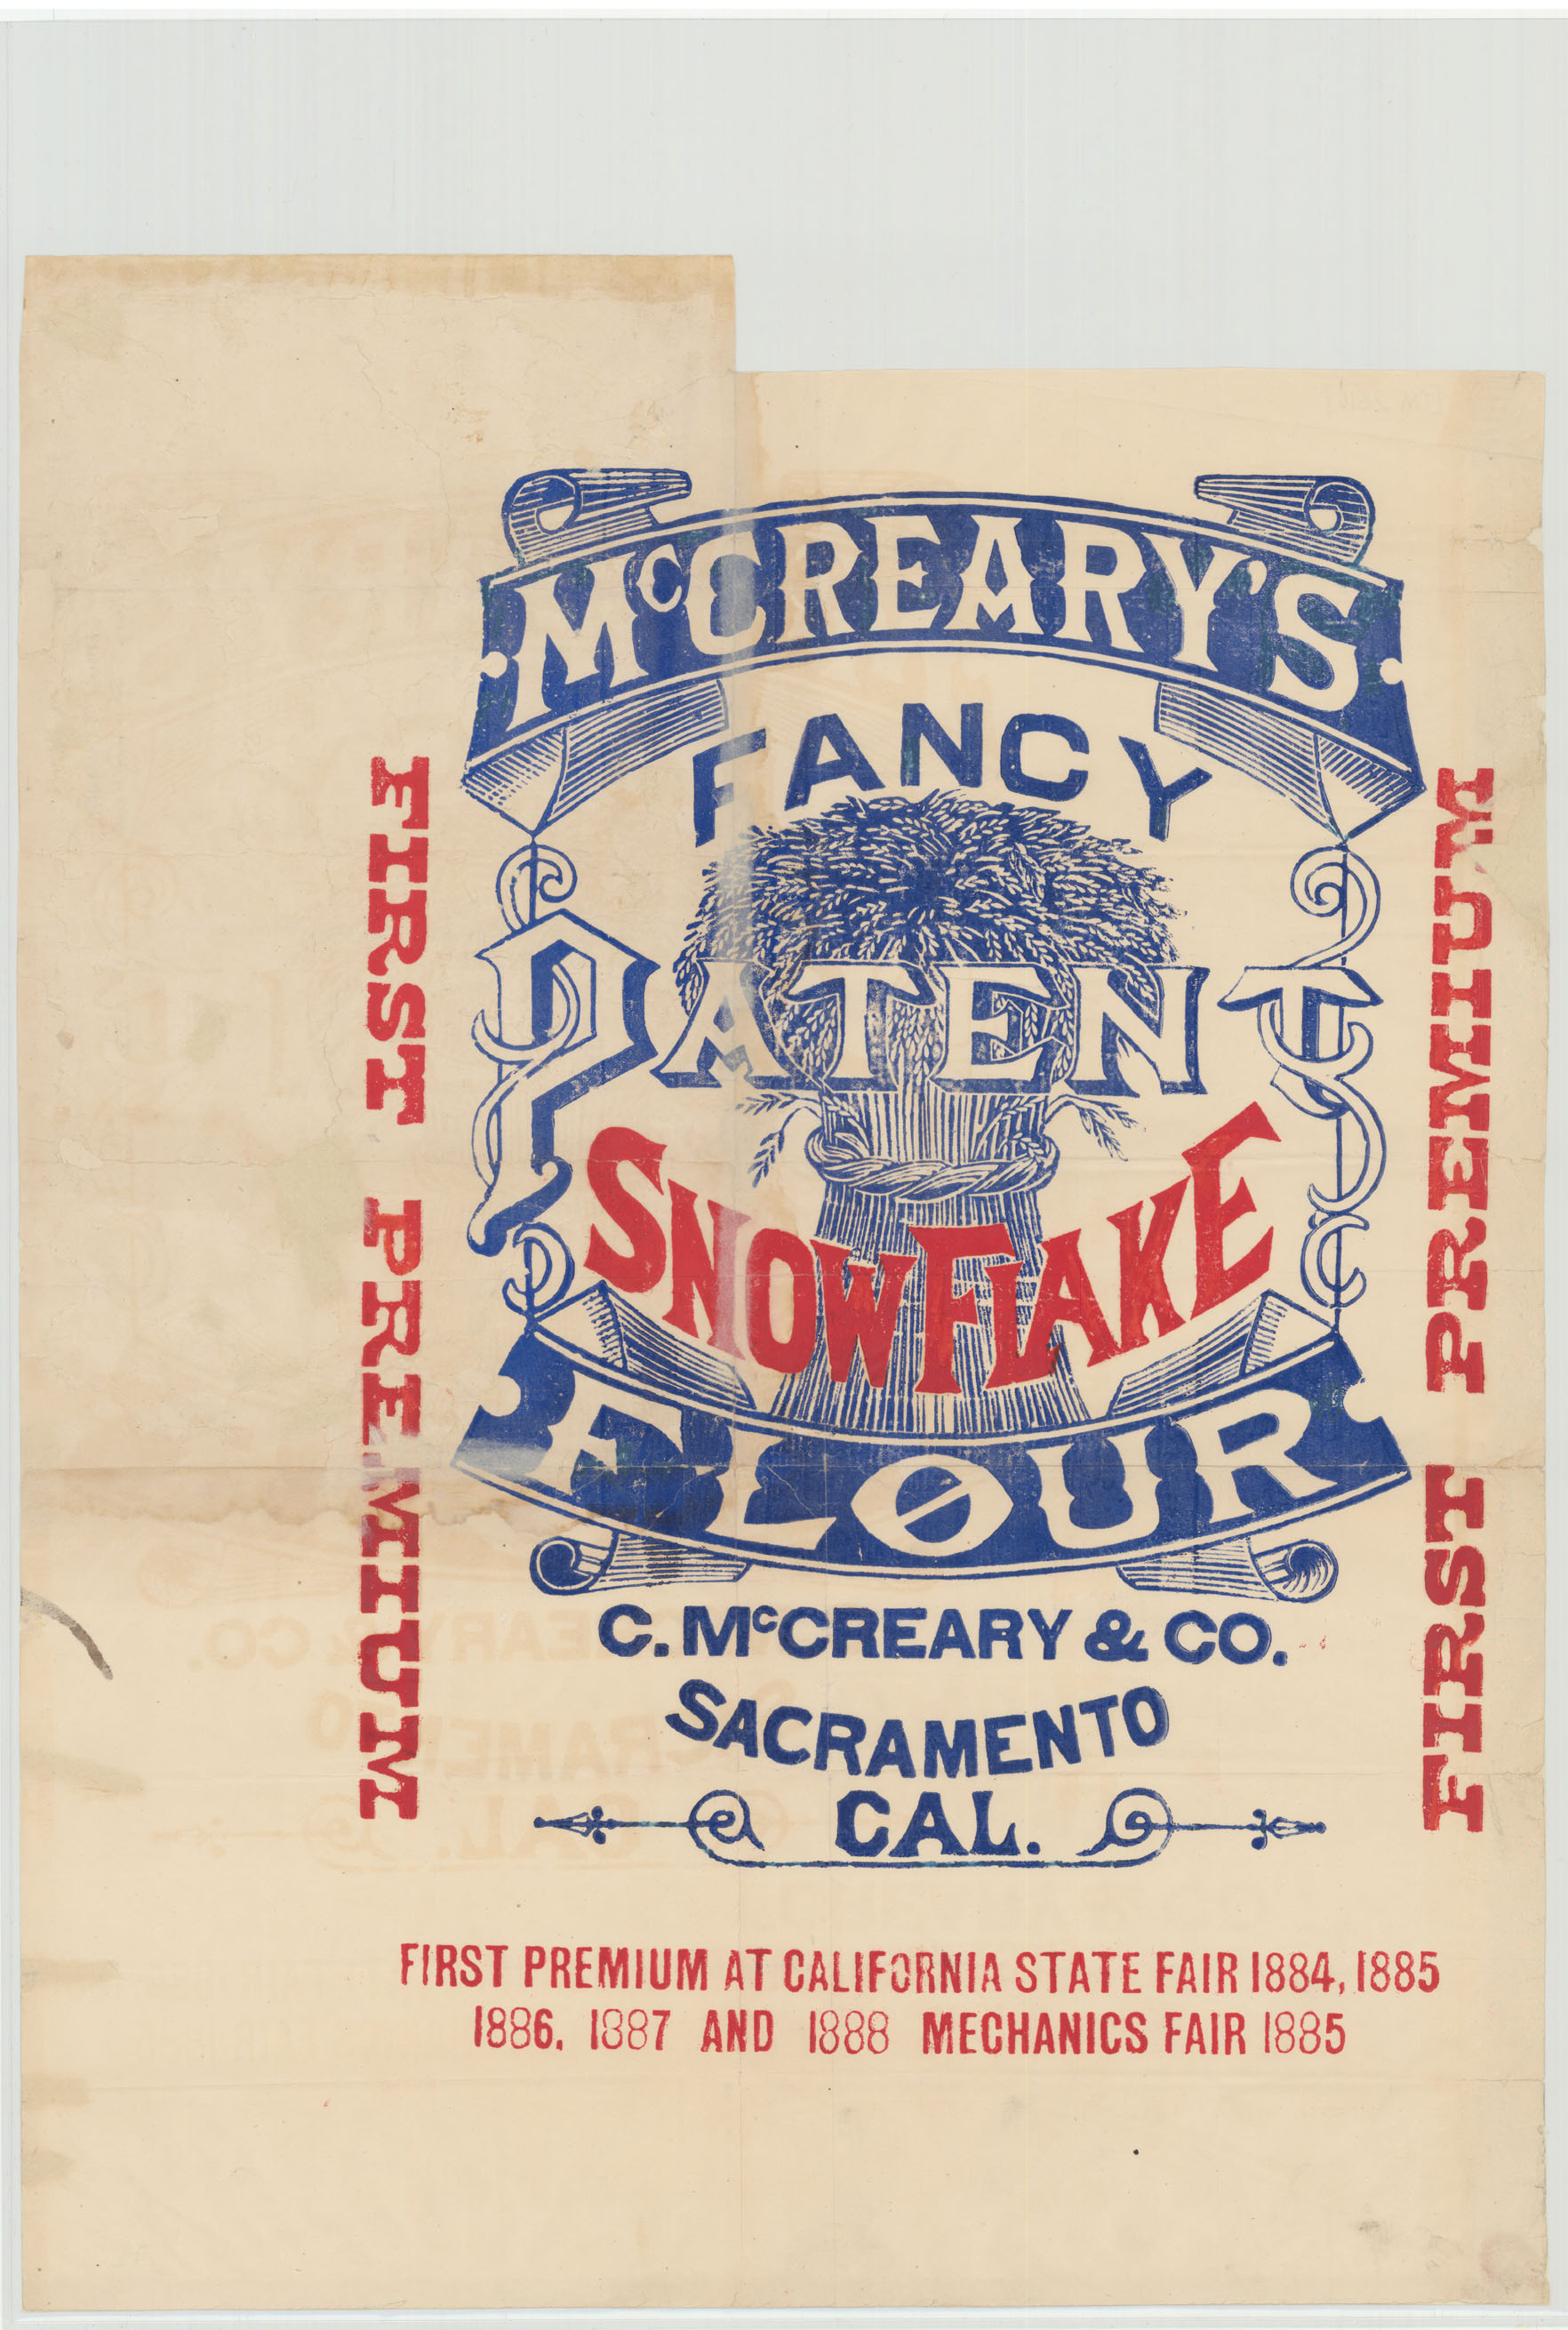 McCREARY'S
FANCY
PATENT
SNOWFLAKE
FLOUR
C. McCREARY & CO.
SACRAMENTO
CAL.
FIRST PREMIUM
FIRST PREMIUM
FIRST PREMIUM AT CALIFORNIA STATE FAIR 1884, 1885
1886. 1887 AND 1888 MECHANICS FAIR 1885